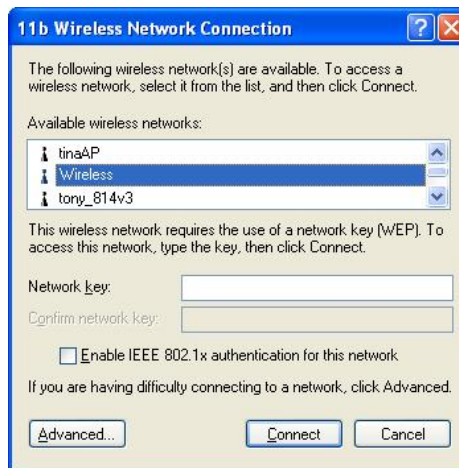 11b Wireless Network Connection
The following wireless network(s) are available. To access a
wireless network, select it from the list, and then click Connect.
Available wireless networks:
tinaAP
Wireless
tony_814v3
This wireless network requires the use of a network key (WEP). To
access this network, type the key, then click Connect.
Network key:
Confirm network key:
Enable IEEE 802.1x authentication for this network
If you are having difficulty connecting to a network, click Advanced.
Advanced... Connect Cancel